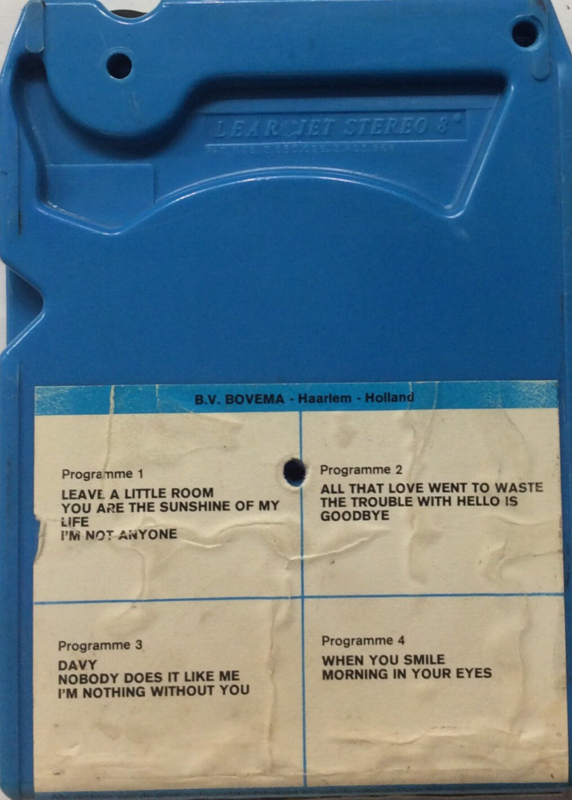 LEAR JET STEREO 8
B.V. BOVEMA - Haarlem - Holland
Programme 1
LEAVE A LITTLE ROOM
YOU ARE THE SUNSHINE OF MY
LIFE
I'M NOT ANYONE
Programme 2
ALL THAT LOVE WENT TO WASTE
THE TROUBLE WITH HELLO IS
GOODBYE
Programme 3
DAVY
NOBODY DOES IT LIKE ME
I'M NOTHING WITHOUT YOU
Programme 4
WHEN YOU SMILE
MORNING IN YOUR EYES